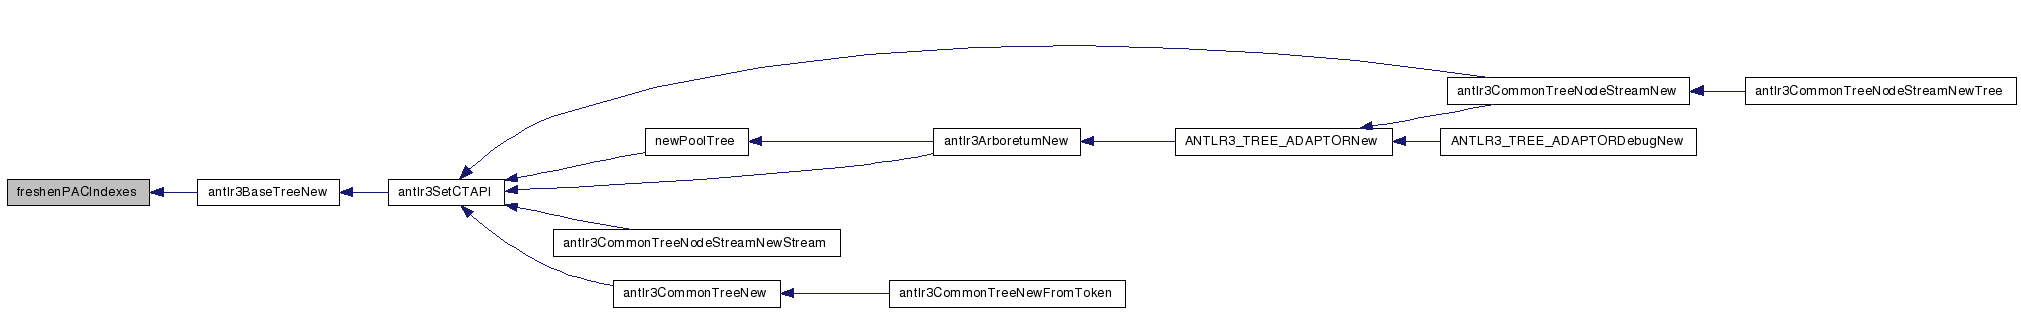 antlr3CommonTreeNodeStreamNew
antlr3CommonTreeNodeStreamNewTree
newPoolTree
antlr3ArboretumNew
ANTLR3_TREE_ADAPTORNew
ANTLR3_TREE_ADAPTORDebugNew
freshenPACIndexes
antlr3BaseTreeNew
antlr3SetCTAPI
antlr3CommonTreeNodeStreamNewStream
antlr3CommonTreeNew
antlr3CommonTreeNewFromToken